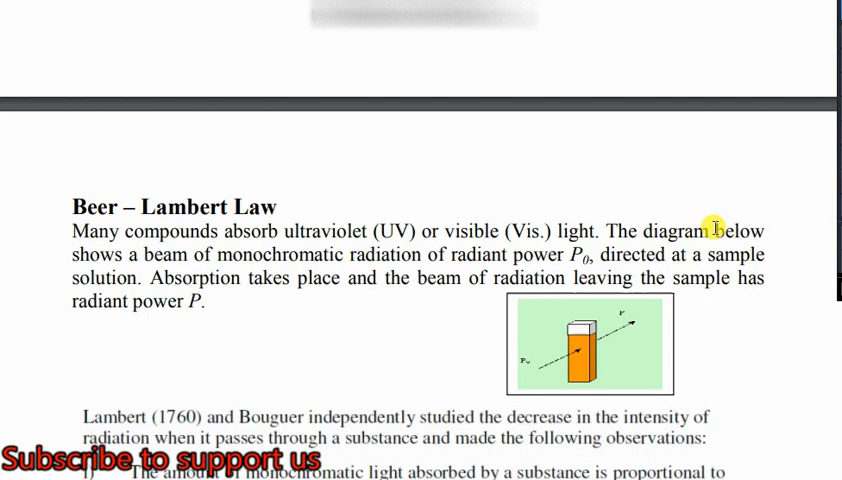 Beer – Lambert Law
Many compounds absorb ultraviolet (UV) or visible (Vis.) light. The diagram below
shows a beam of monochromatic radiation of radiant power P0, directed at a sample
solution. Absorption takes place and the beam of radiation leaving the sample has
radiant power P.
P
Po
Lambert (1760) and Bouguer independently studied the decrease in the intensity of
radiation when it passes through a substance and made the following observations:
Subscribe to support us
The amount of monochromatic light absorbed by a substance is proportional to